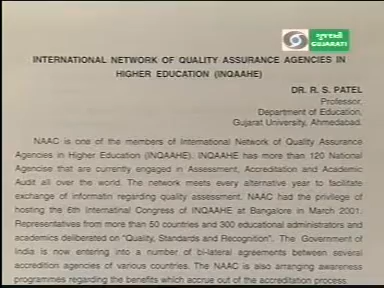 ગુજરાતી
GUJARATI
INTERNATIONAL NETWORK OF QUALITY ASSURANCE AGENCIES IN
HIGHER EDUCATION (INQAAHE)
DR. R. S. PATEL
Professor,
Department of Education,
Gujarat University, Ahmedabad.
NAAC is one of the members of International Network of Quality Assurance
Agencies in Higher Education (INQAAHE). INQAAHE has more than 120 National
Agencise that are currently engaged in Assessment, Accreditation and Academic
Audit all over the world. The network meets every alternative year to facilitate
exchange of informatin regarding quality assessment. NAAC had the privilege of
hosting the 6th Internatinal Congress of INQAAHE at Bangalore in March 2001.
Representatives from more than 50 countries and 300 educational administrators and
academics deliberated on "Quality, Standards and Recognition". The Government of
India is now entering into a number of bi-lateral agreements between several
accreditation agencies of various countries. The NAAC is also arranging awareness
programmes regarding the benefits which accrue out of the accreditation process.